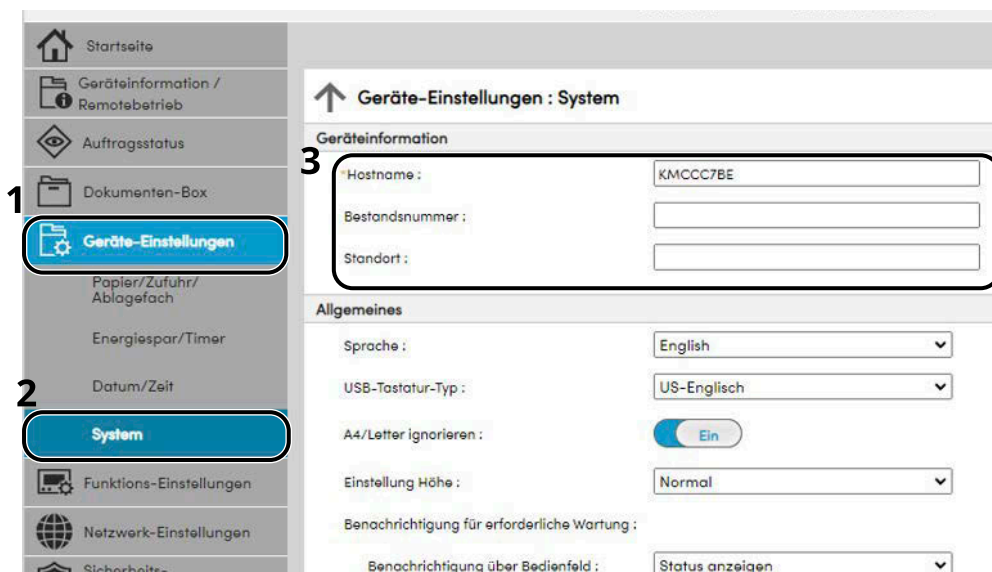 Startseite
Geräteinformation /
Remotebetrieb
Auftragsstatus
1
Dokumenten-Box
Geräte-Einstellungen
Papier/Zufuhr/
Ablagefach
Energiespar/Timer
Datum/Zeit
2
System
Funktions-Einstellungen
Netzwerk-Einstellungen
Sicherheits-
Geräte-Einstellungen : System
Geräteinformation
3
*Hostname : KMCCC7BE
Bestandsnummer :
Standort :
Allgemeines
Sprache : English
USB-Tastatur-Typ : US-Englisch
A4/Letter ignorieren : Ein
Einstellung Höhe : Normal
Benachrichtigung für erforderliche Wartung :
Benachrichtigung über Bedienfeld : Status anzeigen